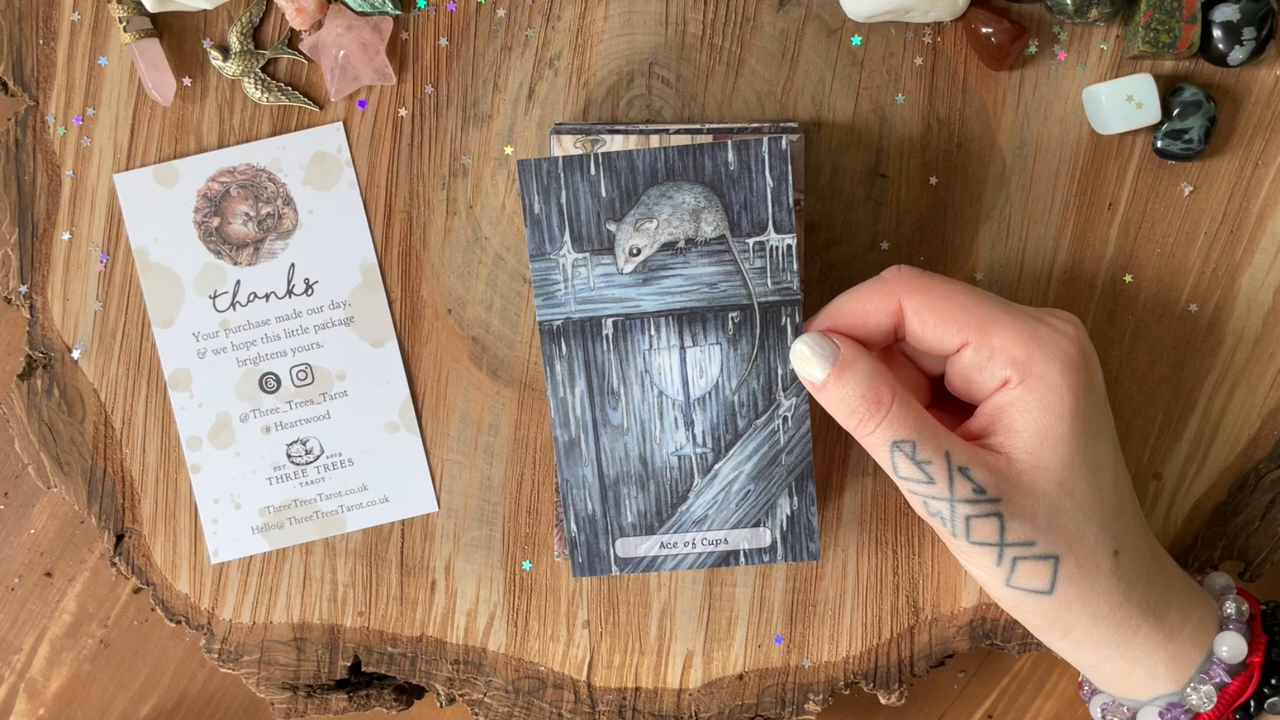 thanks
Your purchase made our day,
& we hope this little package
brightens yours.
@Three_Trees_Tarot
# Heartwood
EST. 2019
THREE TREES
· TAROT ·
ThreeTreesTarot.co.uk
Hello@ThreeTreesTarot.co.uk
Ace of Cups